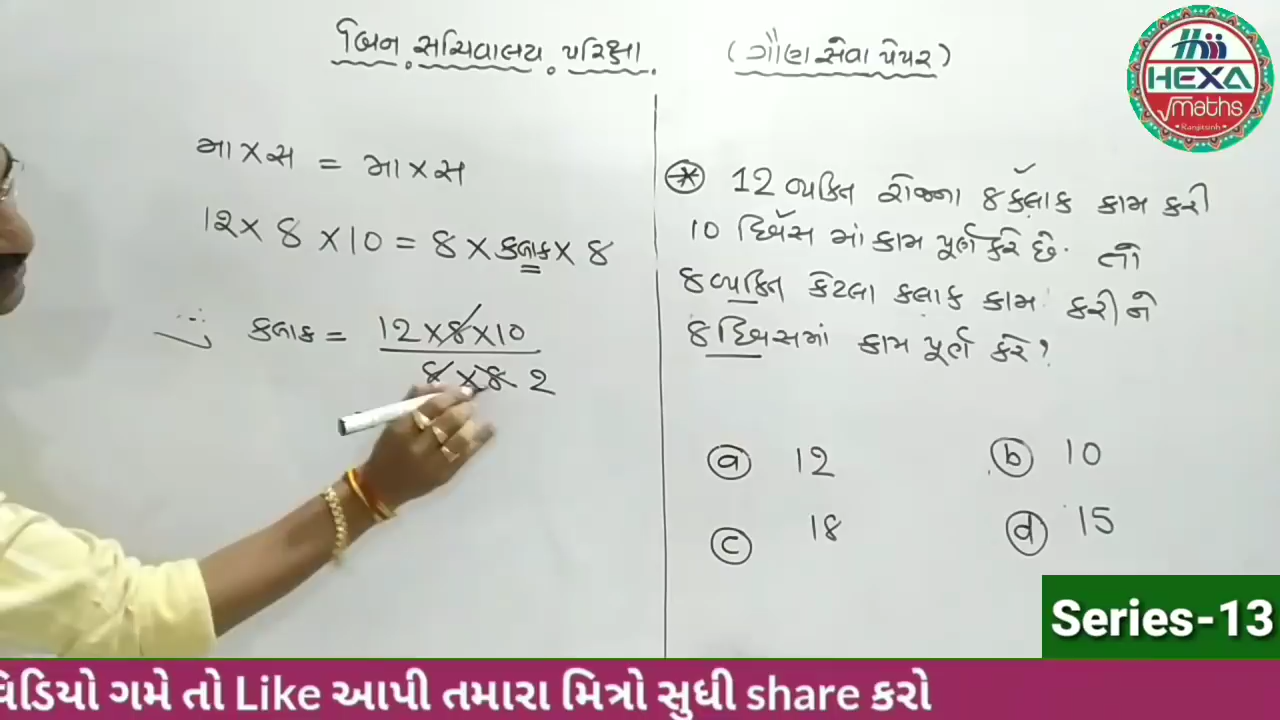 બિન સચિવાલય પરિક્ષા. (ગૌણ સેવા પેપર)
HEXA
maths
Ranjitsinh
મા x સ = મા x સ
12 x 8 x 10 = 8 x કલાક x 8
કલાક = 12 x 8 x 10
8 x 8 2
12 વ્યક્તિ રોજના 8 કલાક કામ કરી
10 દિવસ માં કામ પૂર્ણ કરે છે. તો
8 વ્યક્તિ કેટલા કલાક કામ કરીને
8 દિવસમાં કામ પૂર્ણ કરે ?
a 12
b 10
c 18
d 15
Series-13
વિડિયો ગમે તો Like આપી તમારા મિત્રો સુધી share કરો